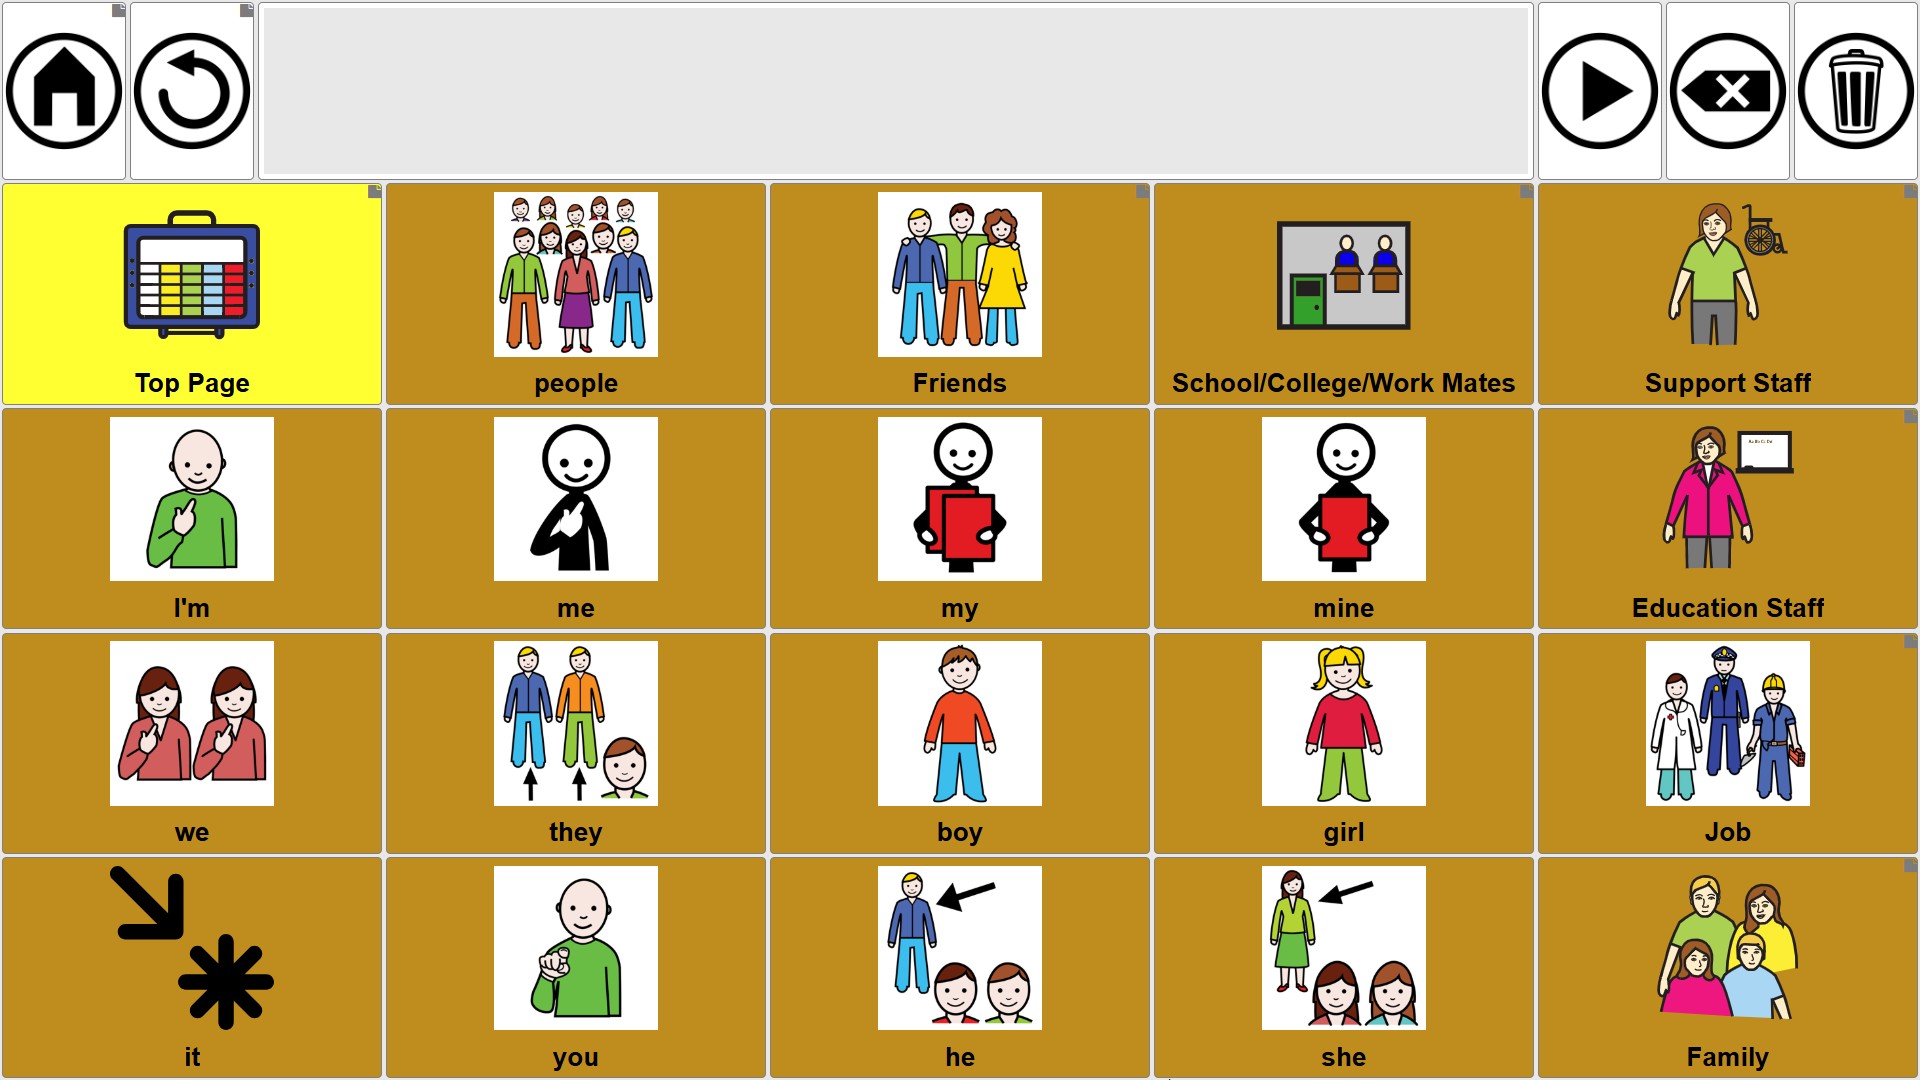 Top Page
people
Friends
School/College/Work Mates
Support Staff
I'm
me
my
mine
Education Staff
we
they
boy
girl
Job
it
you
he
she
Family